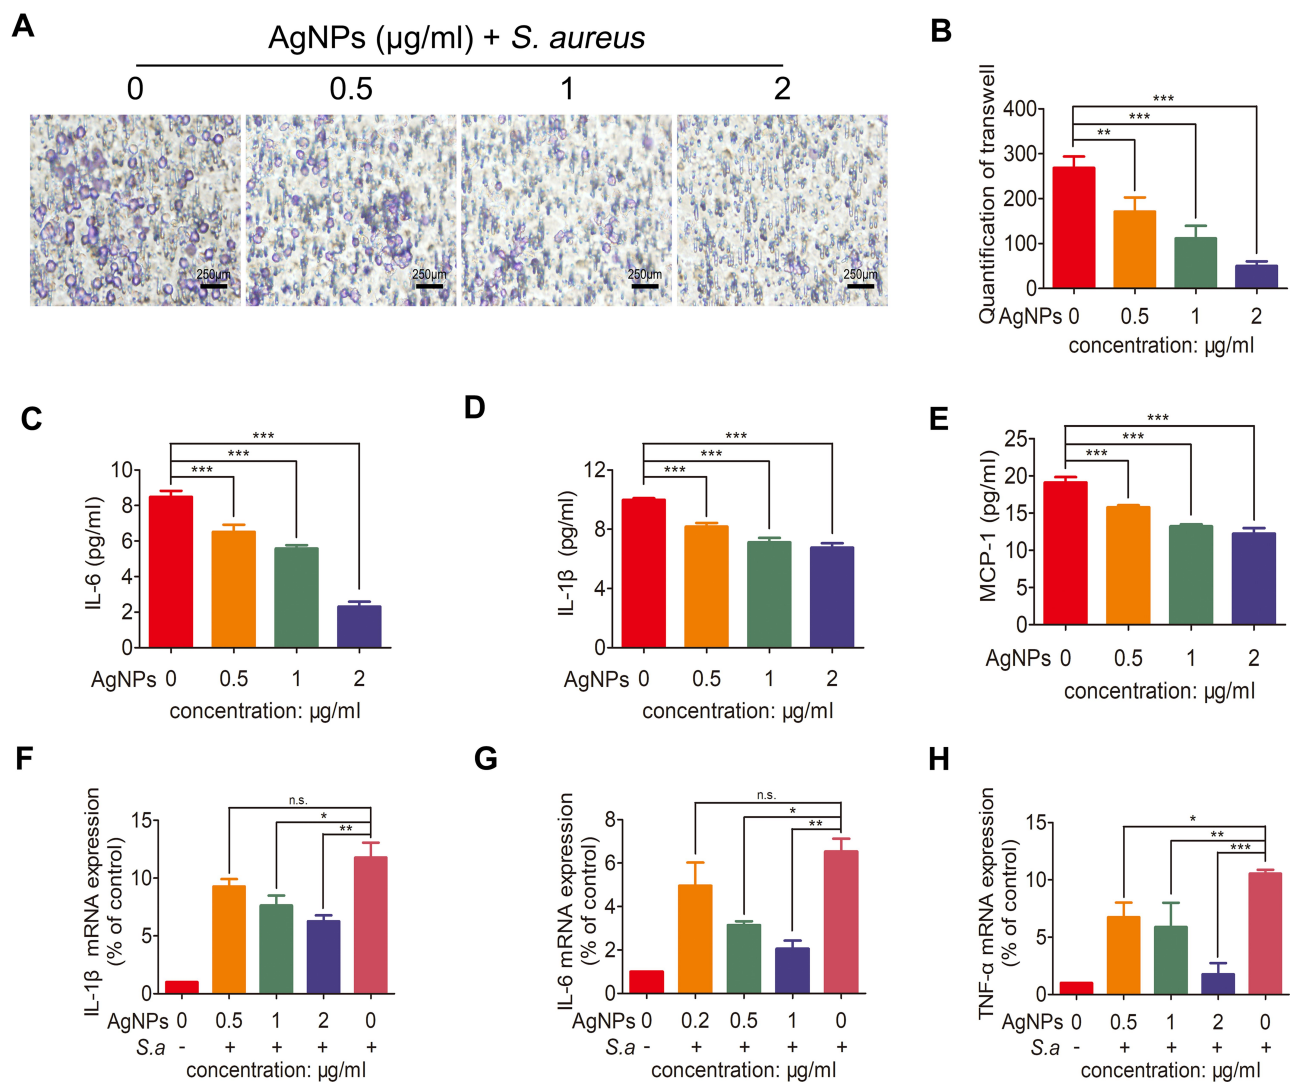 A
AgNPs (µg/ml) + S. aureus
0 0.5 1 2
250µm 250µm 250µm 250µm
B
Quantification of transwell
400
300
200
100
0
**
***
***
AgNPs 0 0.5 1 2
concentration: µg/ml
C
IL-6 (pg/ml)
10
8
6
4
2
0
***
***
***
AgNPs 0 0.5 1 2
concentration: µg/ml
D
IL-1β (pg/ml)
12
8
4
0
***
***
***
AgNPs 0 0.5 1 2
concentration: µg/ml
E
MCP-1 (pg/ml)
25
20
15
10
5
0
***
***
***
AgNPs 0 0.5 1 2
concentration: µg/ml
F
IL-1β mRNA expression
(% of control)
15
10
5
0
n.s.
*
**
AgNPs 0 0.5 1 2 0
S.a - + + + +
concentration: µg/ml
G
IL-6 mRNA expression
(% of control)
8
6
4
2
0
n.s.
*
**
AgNPs 0 0.2 0.5 1 0
S.a - + + + +
concentration: µg/ml
H
TNF-α mRNA expression
(% of control)
15
10
5
0
*
**
***
AgNPs 0 0.5 1 2 0
S.a - + + + +
concentration: µg/ml